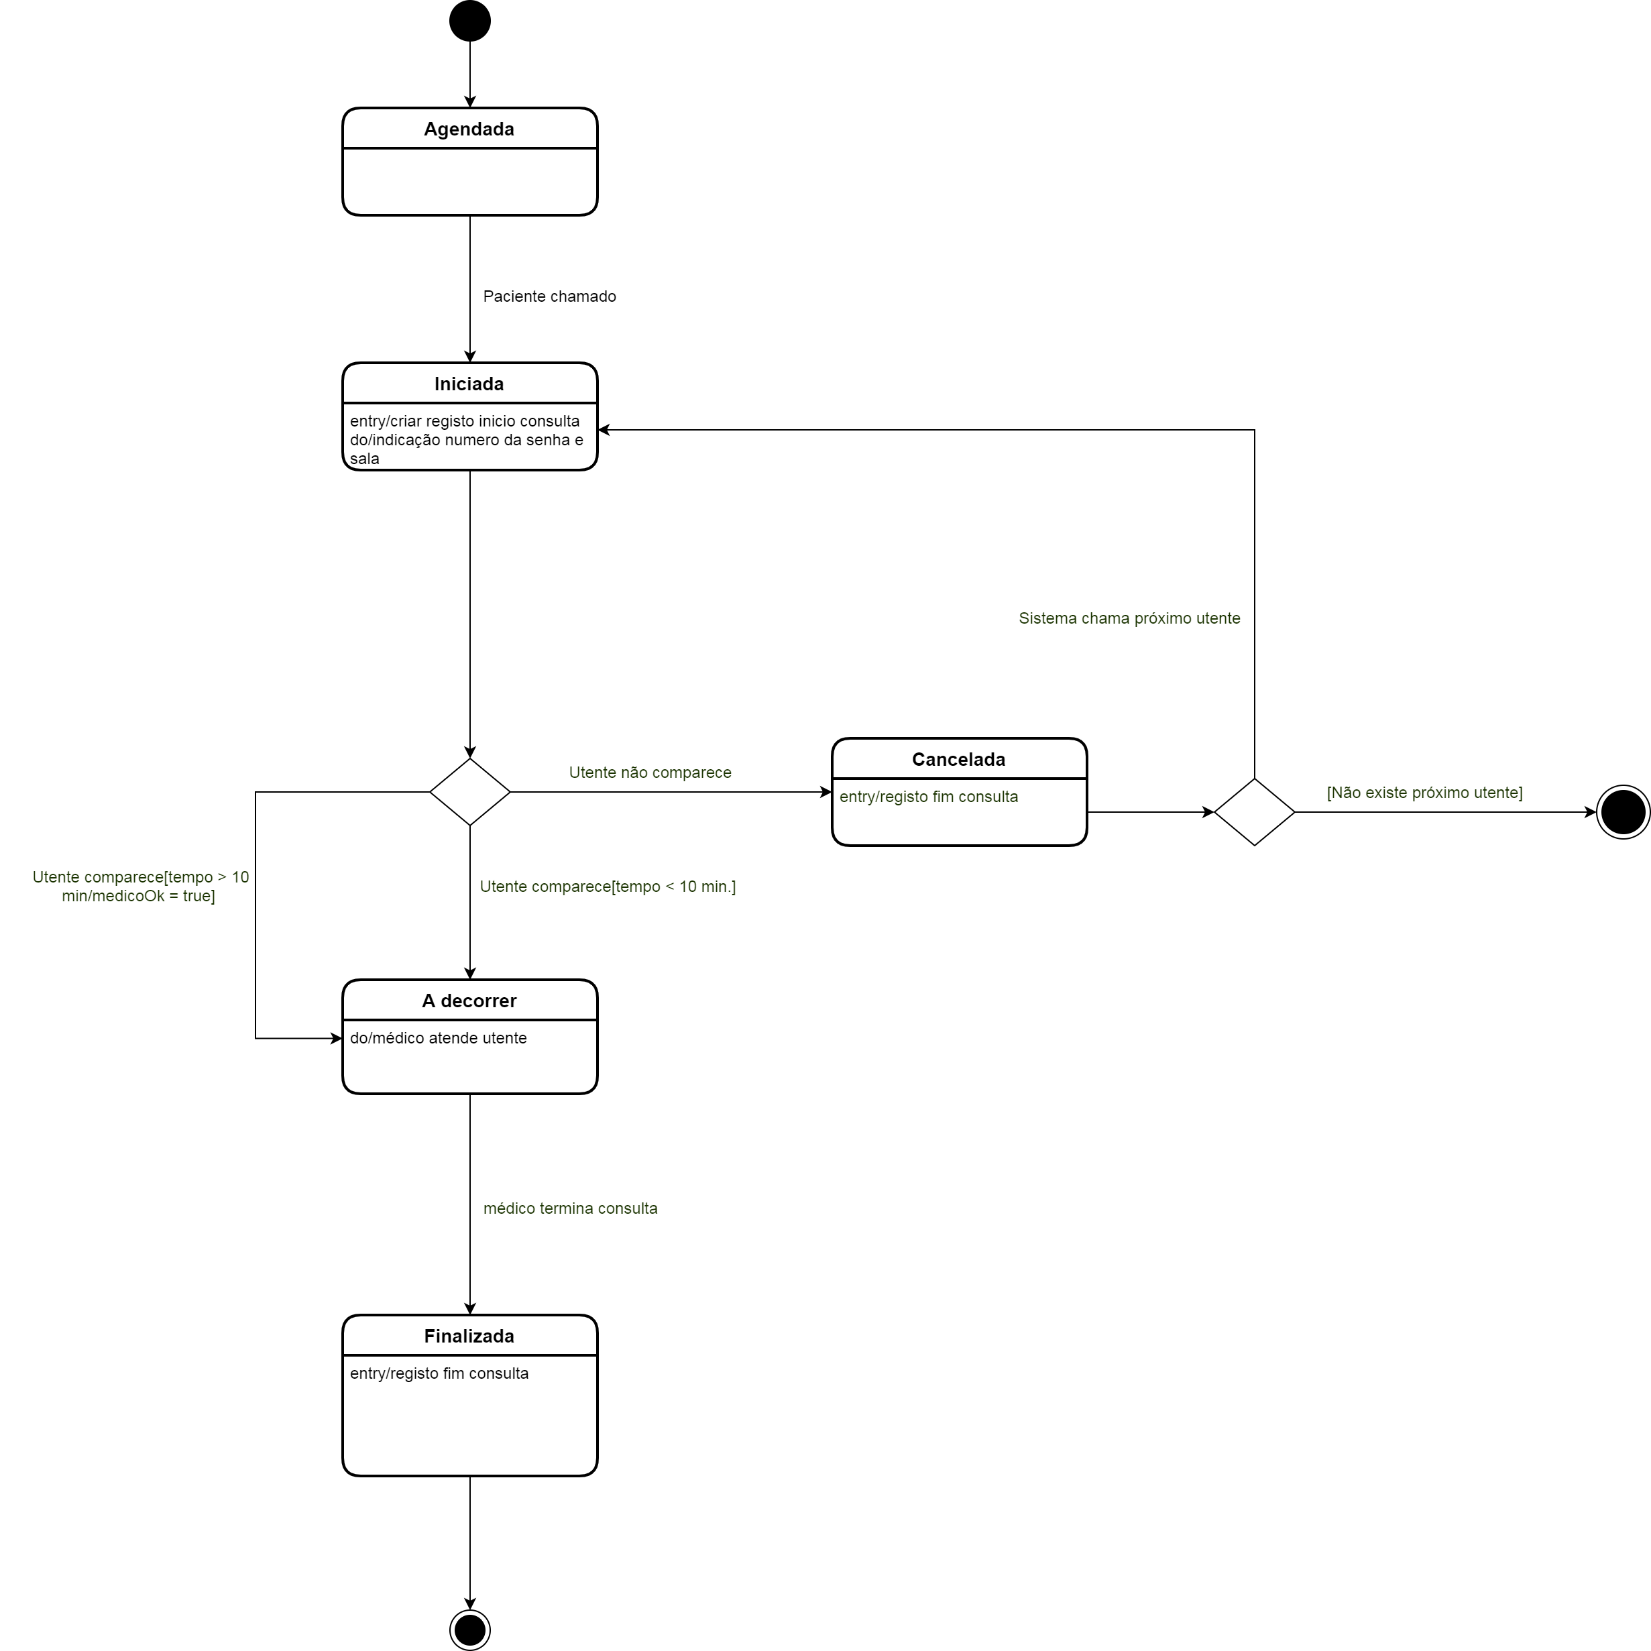 Agendada
Paciente chamado
Iniciada
entry/criar registo inicio consulta
do/indicação numero da senha e
sala
Sistema chama próximo utente
Utente não comparece
Cancelada
entry/registo fim consulta
[Não existe próximo utente]
Utente comparece[tempo > 10
min/medicoOk = true]
Utente comparece[tempo < 10 min.]
A decorrer
do/médico atende utente
médico termina consulta
Finalizada
entry/registo fim consulta